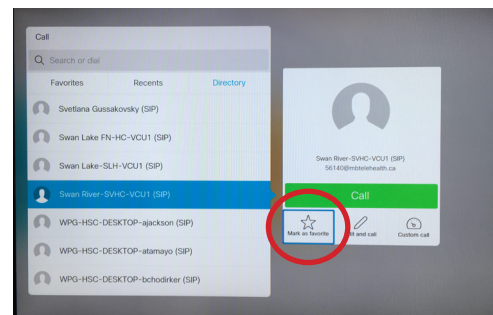 Call
Search or dial
Favorites Recents Directory
Svetlana Gussakovsky (SIP)
Swan Lake FN-HC-VCU1 (SIP)
Swan Lake-SLH-VCU1 (SIP)
Swan River-SVHC-VCU1 (SIP)
WPG-HSC-DESKTOP-ajackson (SIP)
WPG-HSC-DESKTOP-atamayo (SIP)
WPG-HSC-DESKTOP-bchodirker (SIP)
Swan River-SVHC-VCU1 (SIP)
56140@mbtelehealth.ca
Call
Mark as favorite dit and call Custom call